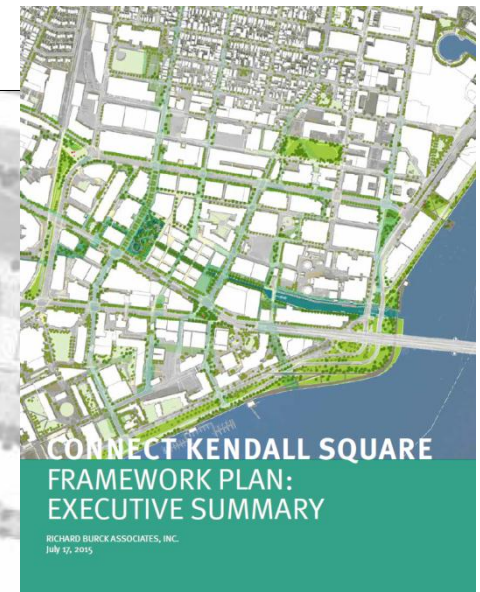 CONNECT KENDALL SQUARE
FRAMEWORK PLAN:
EXECUTIVE SUMMARY
RICHARD BURCK ASSOCIATES, INC.
July 17, 2015